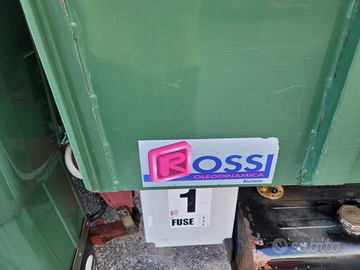 ROSSI
OLEODINAMICA
1
FUSE
subito